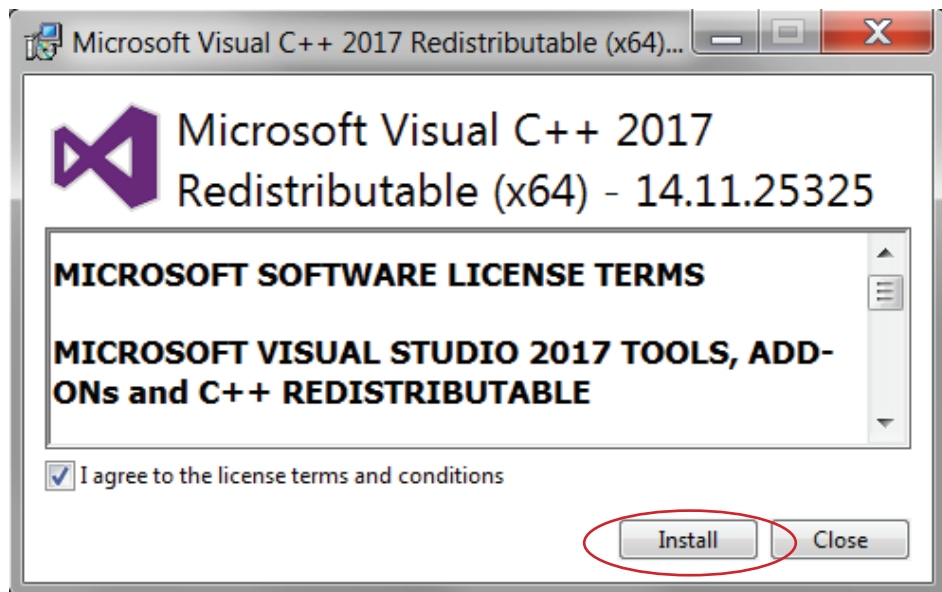 Microsoft Visual C++ 2017 Redistributable (x64)...
Microsoft Visual C++ 2017
Redistributable (x64) - 14.11.25325
MICROSOFT SOFTWARE LICENSE TERMS
MICROSOFT VISUAL STUDIO 2017 TOOLS, ADD-
ONs and C++ REDISTRIBUTABLE
I agree to the license terms and conditions
Install
Close